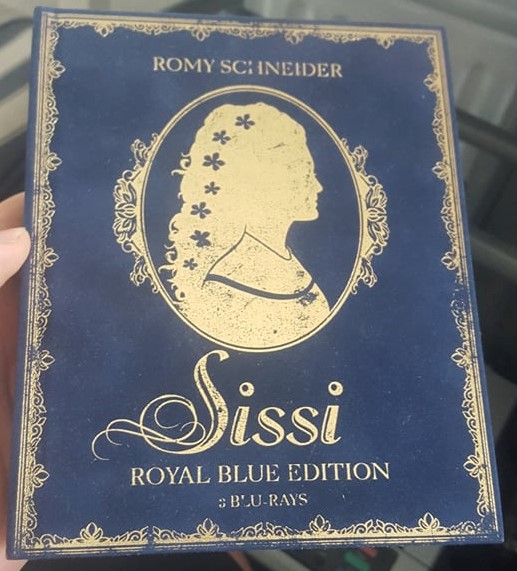 ROMY SCHNEIDER
Sissi
ROYAL BLUE EDITION
3 BLU-RAYS